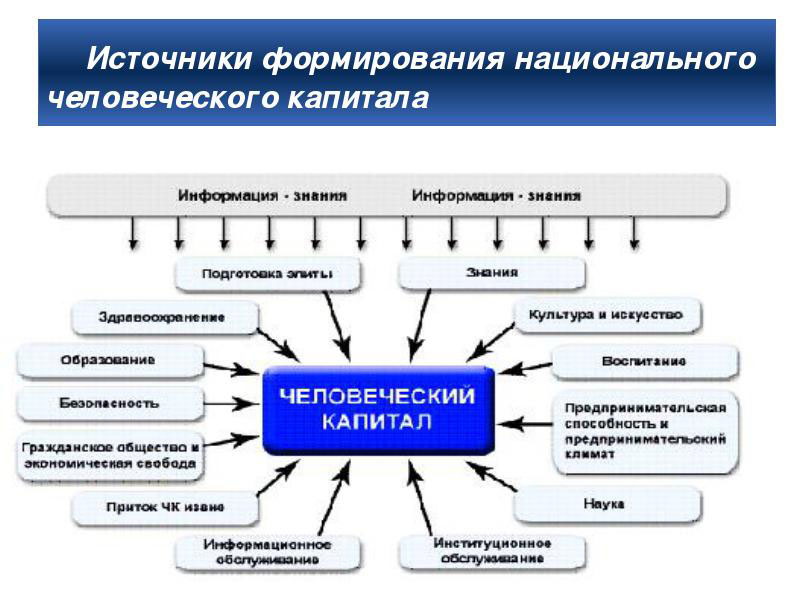 Источники формирования национального
человеческого капитала
Информация - знания Информация - знания
Подготовка элиты
Знания
Здравоохранение
Культура и искусство
Образование
Воспитание
ЧЕЛОВЕЧЕСКИЙ
КАПИТАЛ
Безопасность
Предпринимательская
способность и
предпринимательский
климат
Гражданское общество и
экономическая свобода
Приток ЧК извне
Наука
Информационное
обслуживание
Институционное
обслуживание